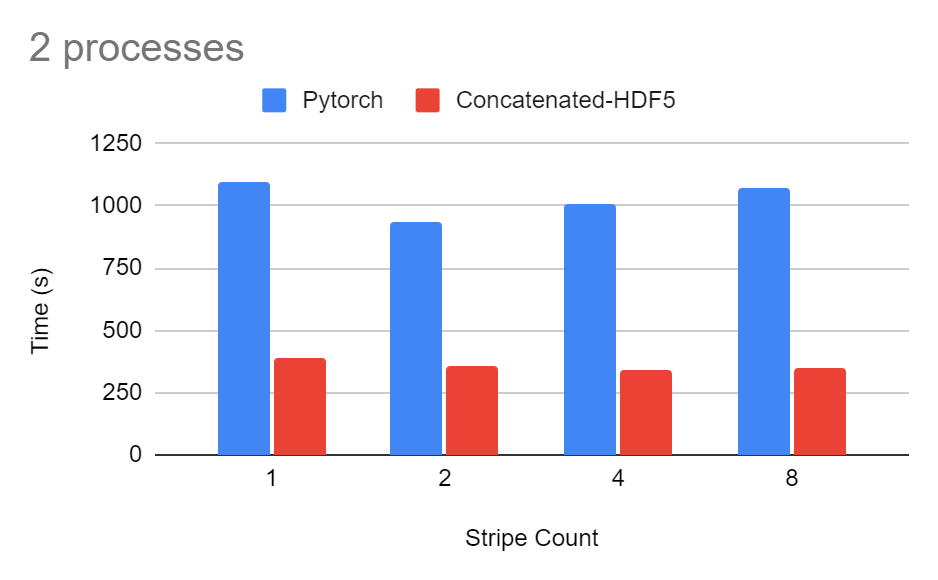 2 processes
Pytorch Concatenated-HDF5
1250
1000
750
500
250
0
Time (s)
1 2 4 8
Stripe Count